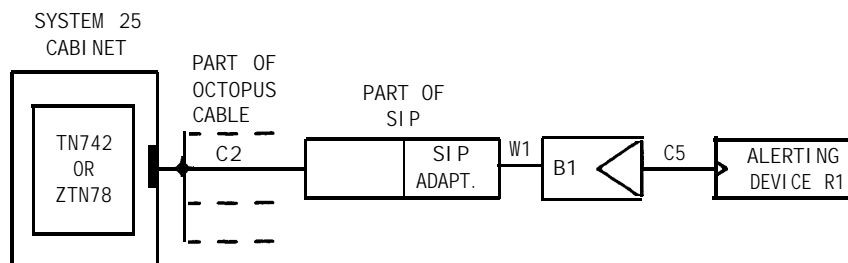 SYSTEM 25
CABINET
PART OF
OCTOPUS
CABLE
PART OF
SIP
TN742
OR
ZTN78
C2
SIP
ADAPT.
W1
B1
C5
ALERTING
DEVICE R1